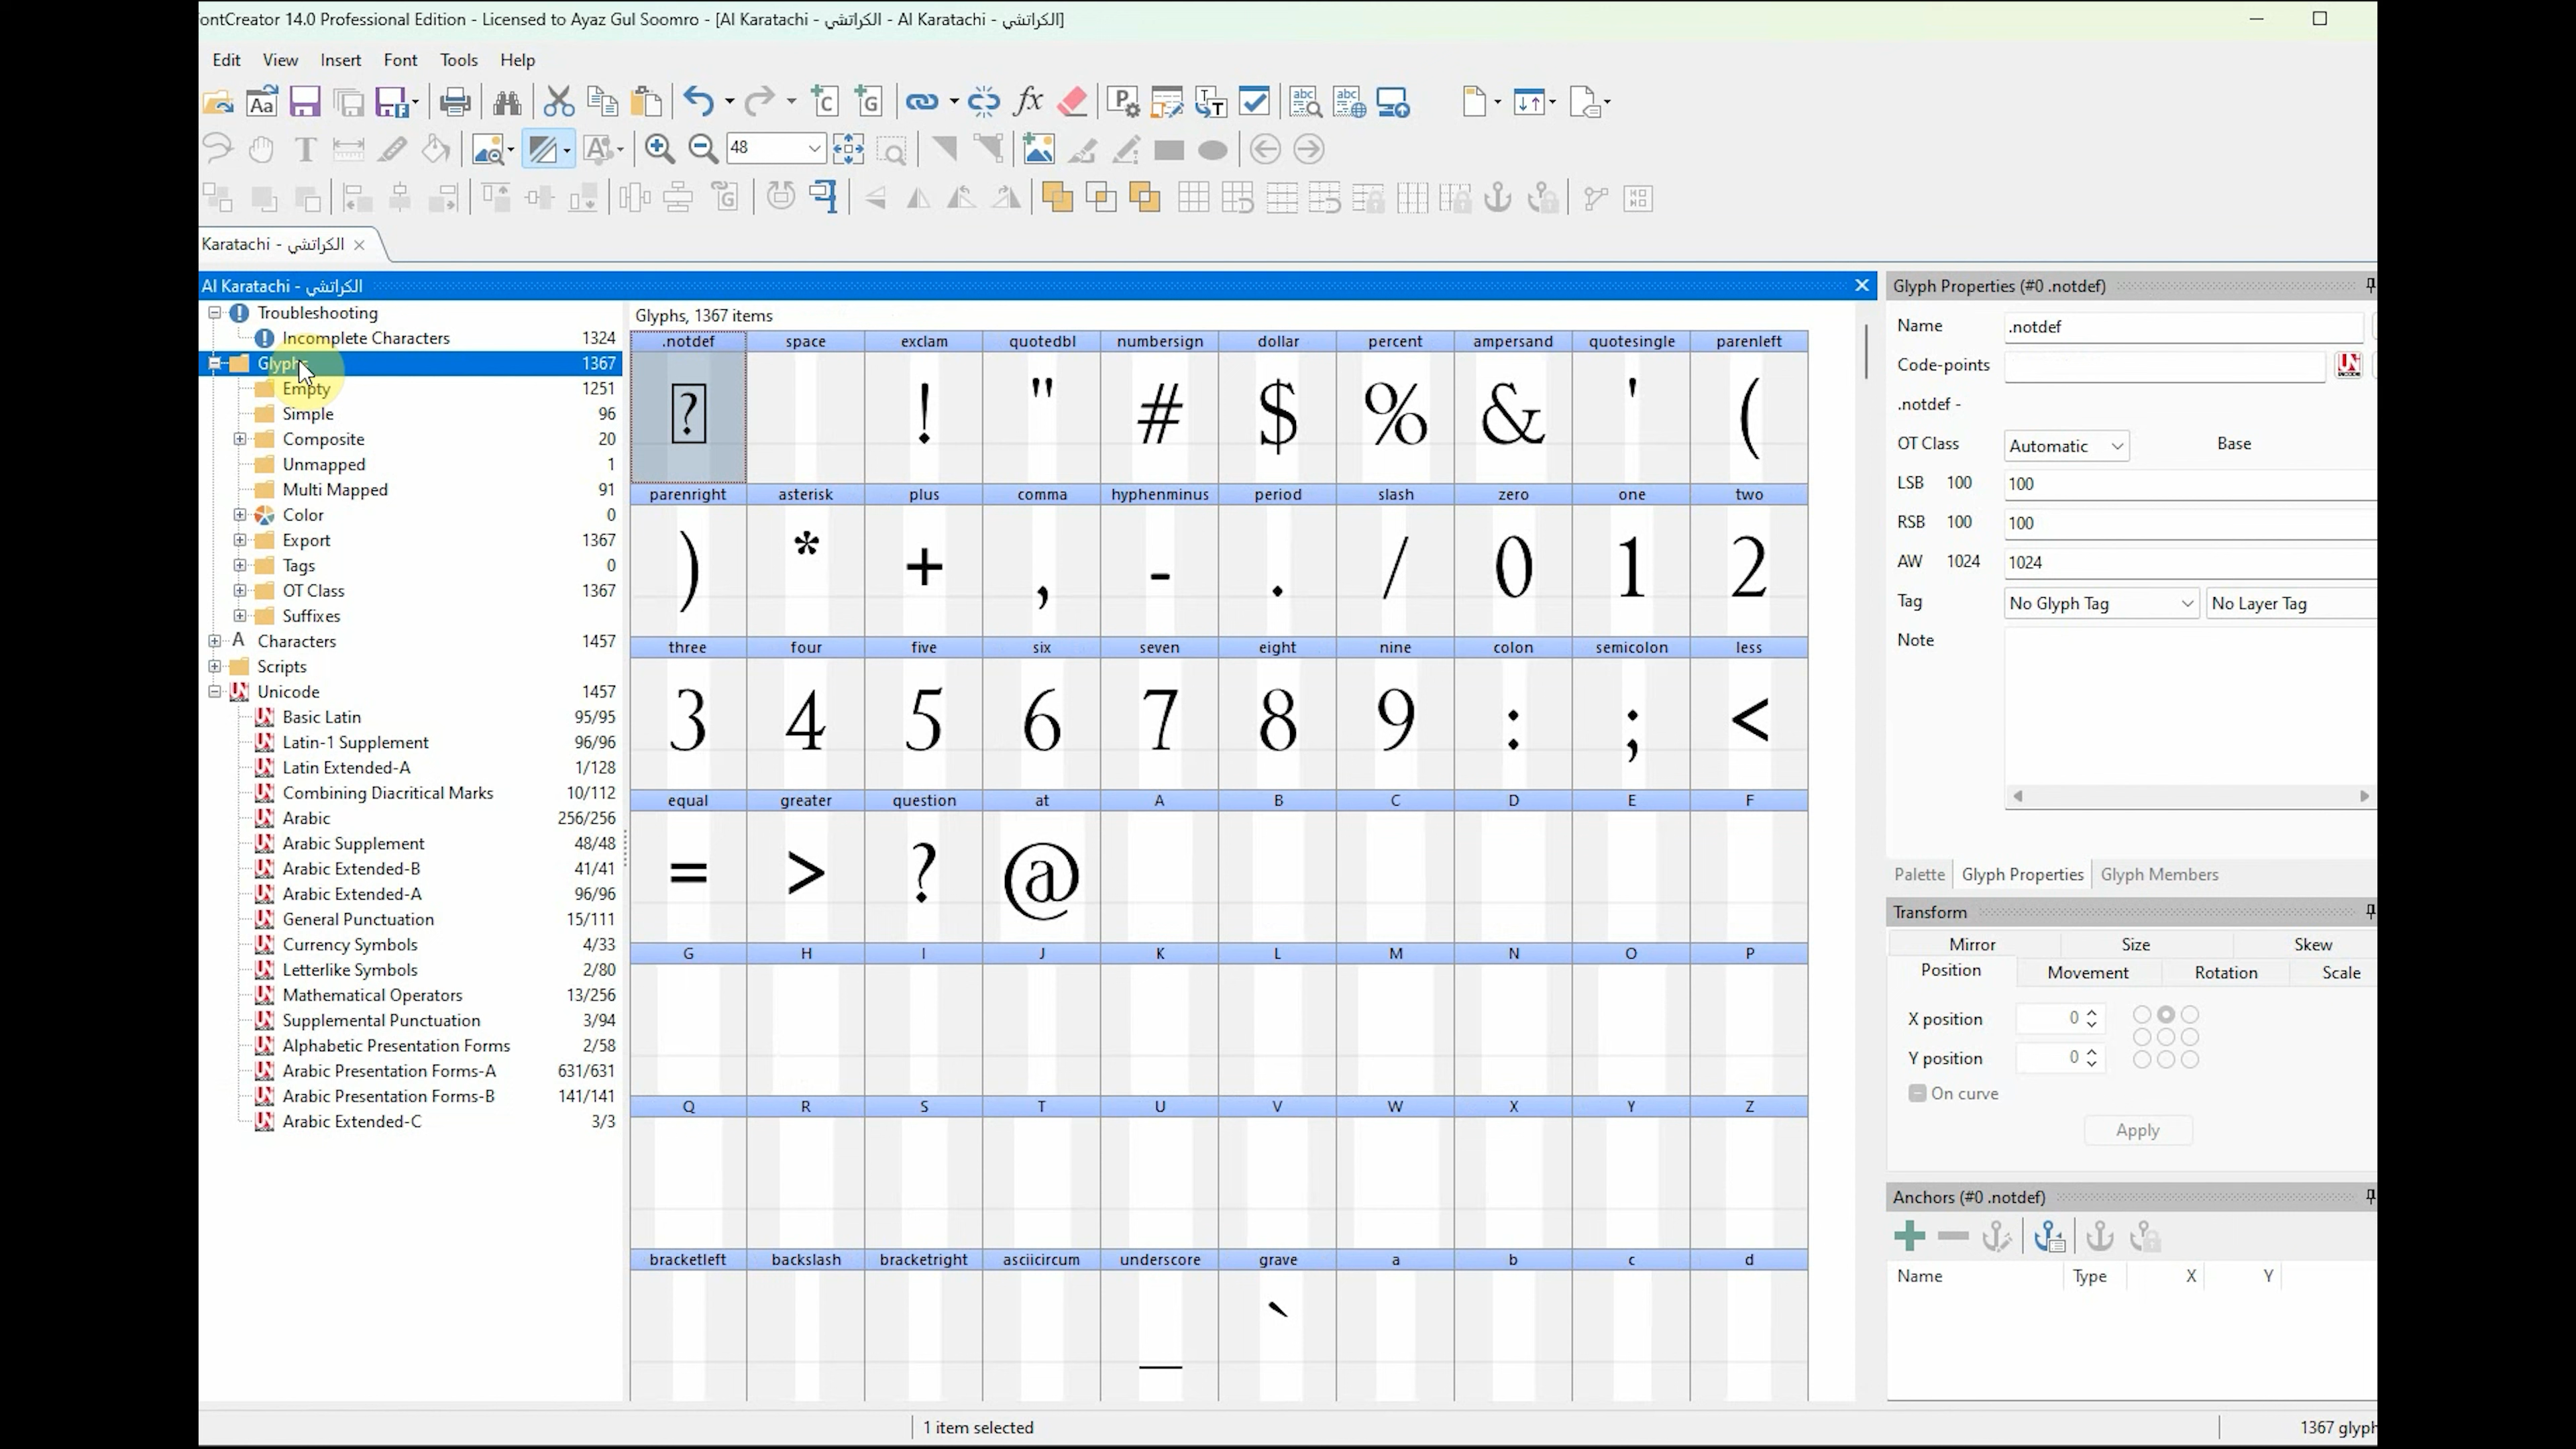 ontCreator 14.0 Professional Edition - Licensed to Ayaz Gul Soomro - [Al Karatachi - الكراتشي - Al Karatachi - الكراتشي]
Edit View Insert Font Tools Help
48
Karatachi - الكراتشي
Al Karatachi - الكراتشي
Troubleshooting
Incomplete Characters 1324
Glyphs 1367
Empty 1251
Simple 96
Composite 20
Unmapped 1
Multi Mapped 91
Color 0
Export 1367
Tags 0
OT Class 1367
Suffixes
Characters 1457
Scripts
Unicode 1457
Basic Latin 95/95
Latin-1 Supplement 96/96
Latin Extended-A 1/128
Combining Diacritical Marks 10/112
Arabic 256/256
Arabic Supplement 48/48
Arabic Extended-B 41/41
Arabic Extended-A 96/96
General Punctuation 15/111
Currency Symbols 4/33
Letterlike Symbols 2/80
Mathematical Operators 13/256
Supplemental Punctuation 3/94
Alphabetic Presentation Forms 2/58
Arabic Presentation Forms-A 631/631
Arabic Presentation Forms-B 141/141
Arabic Extended-C 3/3
Glyphs, 1367 items
.notdef space exclam quotedbl numbersign dollar percent ampersand quotesingle parenleft
? ! " # $ % & ' (
parenright asterisk plus comma hyphenminus period slash zero one two
) * + , - . / 0 1 2
three four five six seven eight nine colon semicolon less
3 4 5 6 7 8 9 : ; <
equal greater question at A B C D E F
= > ? @
G H I J K L M N O P
Q R S T U V W X Y Z
bracketleft backslash bracketright asciicircum underscore grave a b c d
_ `
Glyph Properties (#0 .notdef)
Name .notdef
Code-points
.notdef -
OT Class Automatic Base
LSB 100 100
RSB 100 100
AW 1024 1024
Tag No Glyph Tag No Layer Tag
Note
Palette Glyph Properties Glyph Members
Transform
Mirror Size Skew
Position Movement Rotation Scale
X position 0
Y position 0
On curve
Apply
Anchors (#0 .notdef)
Name Type X Y
1 item selected
1367 glyph